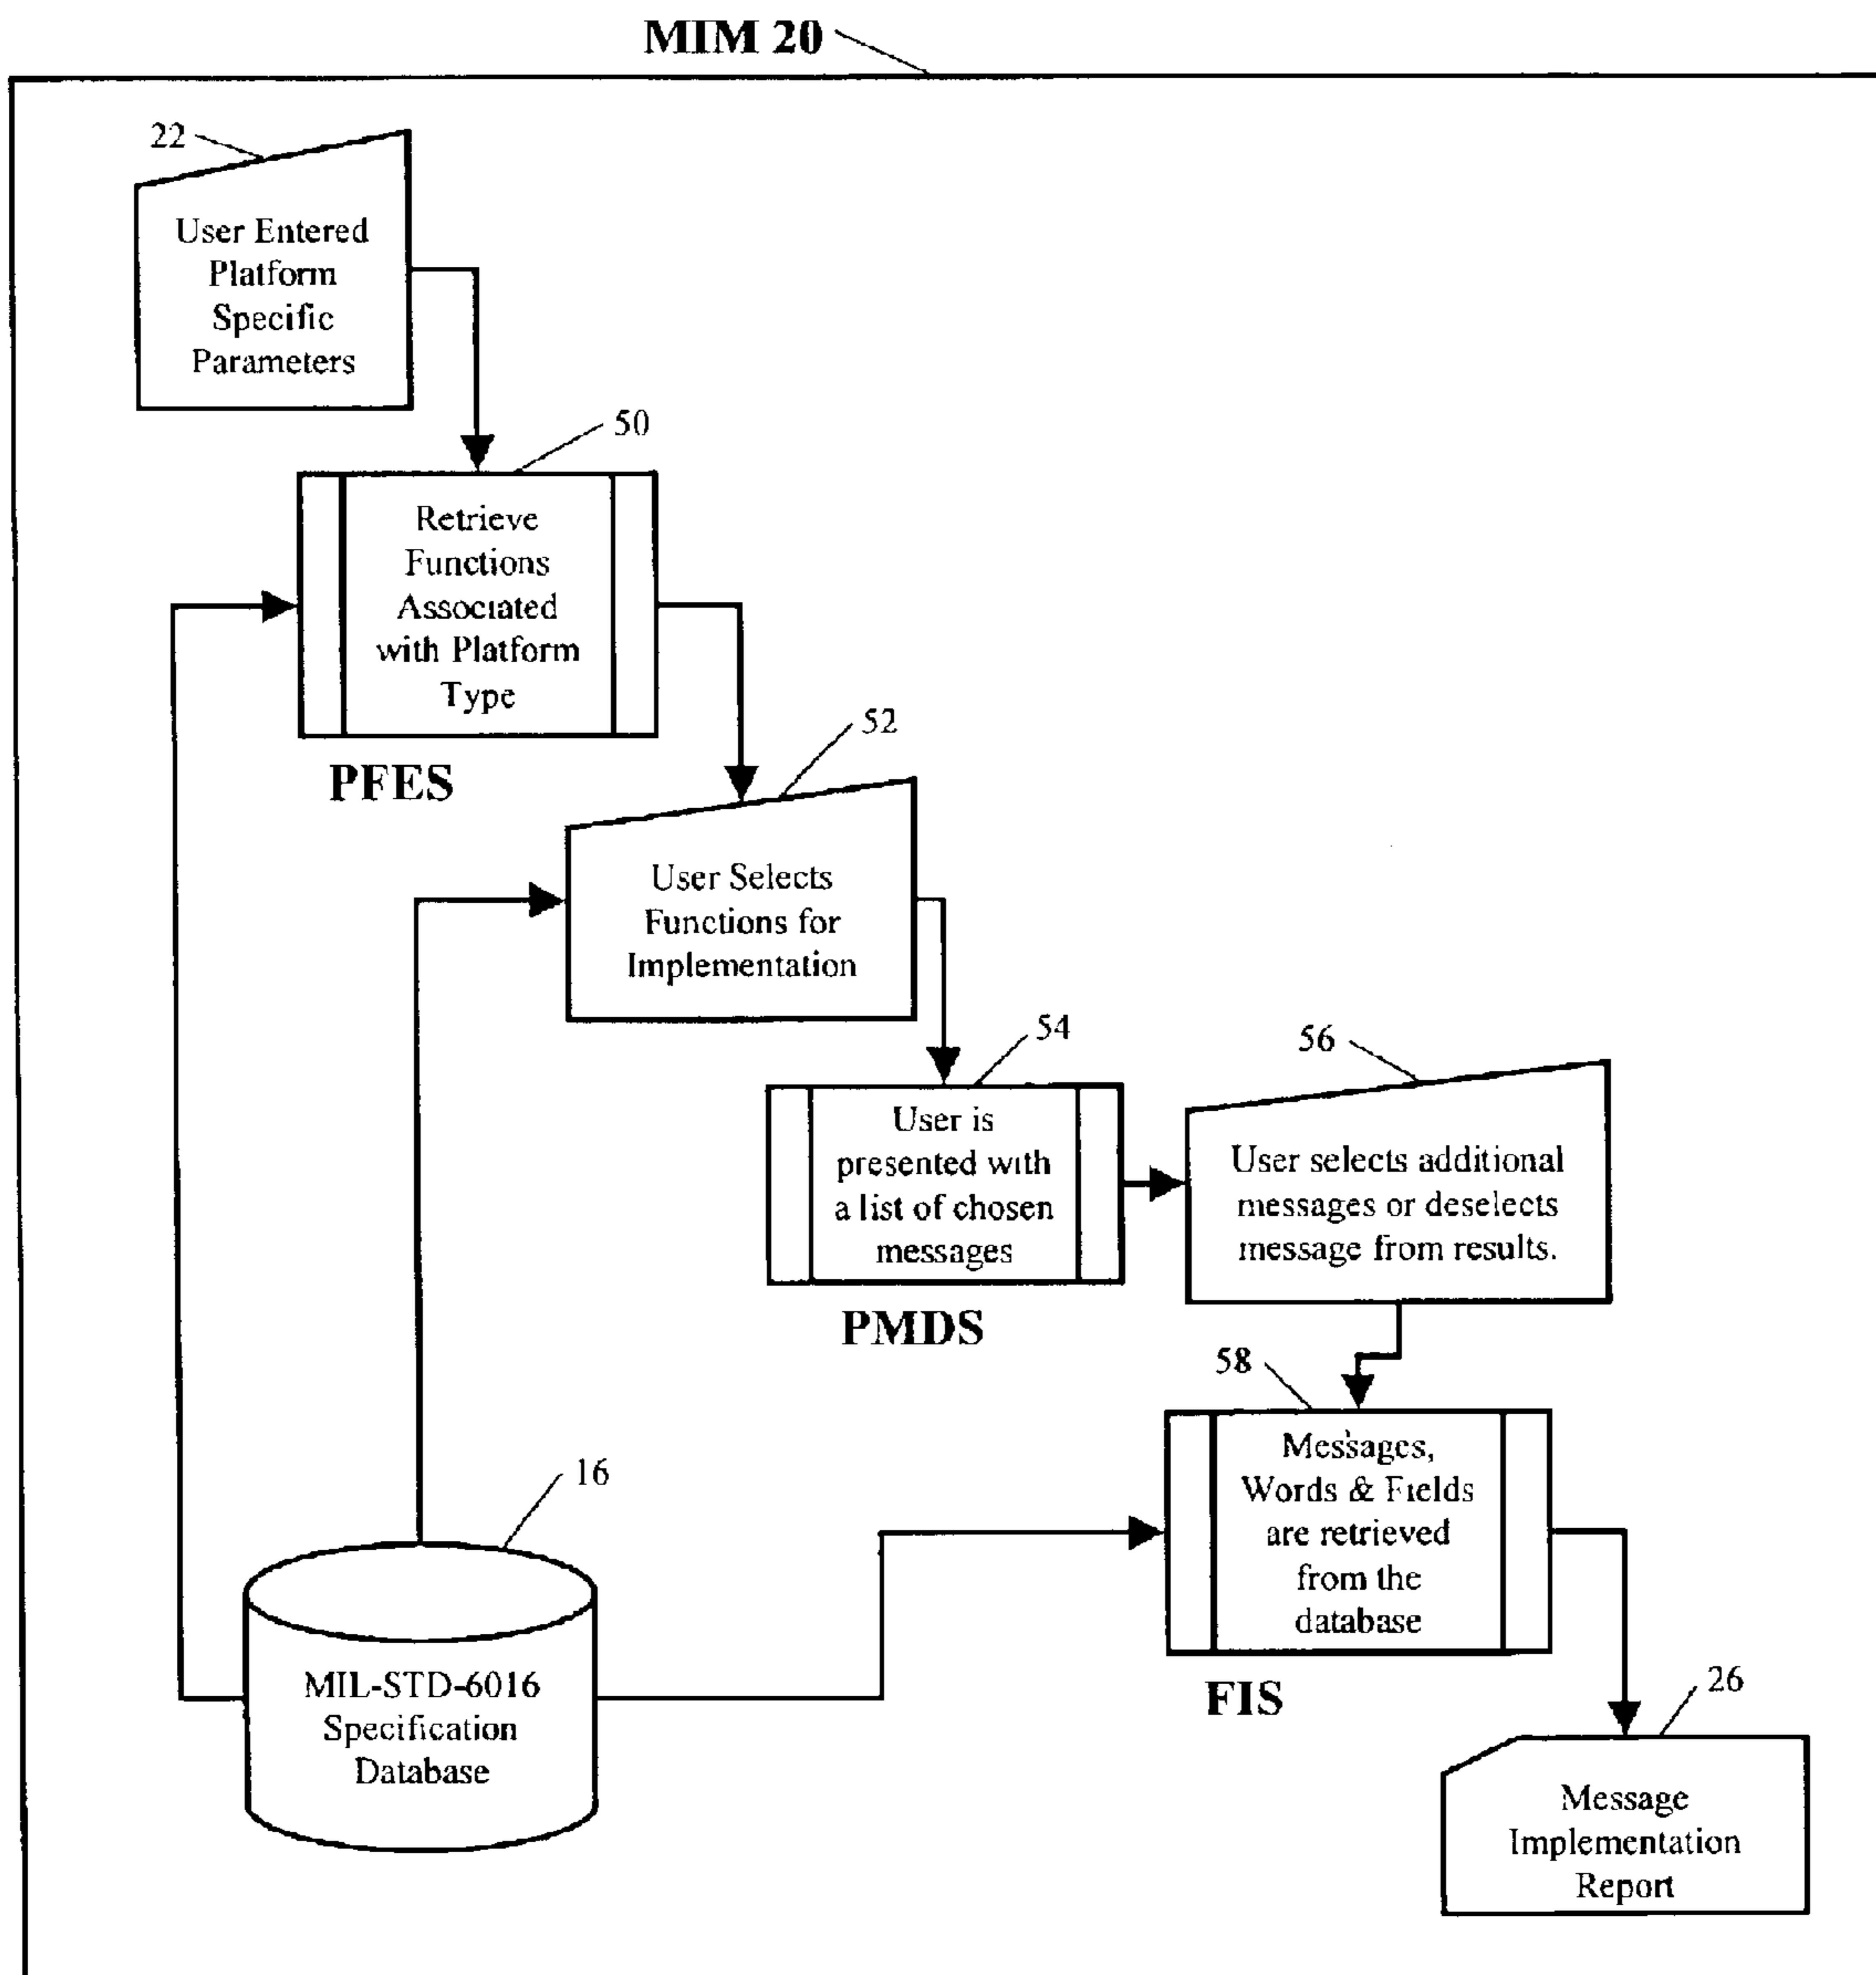 MIM 20
22
User Entered
Platform
Specific
Parameters
50
Retrieve
Functions
Associated
with Platform
Type
PFES
52
User Selects
Functions for
Implementation
54
User is
presented with
a list of chosen
messages
PMDS
56
User selects additional
messages or deselects
message from results.
58
Messages,
Words & Fields
are retrieved
from the
database
FIS
16
MIL-STD-6016
Specification
Database
26
Message
Implementation
Report